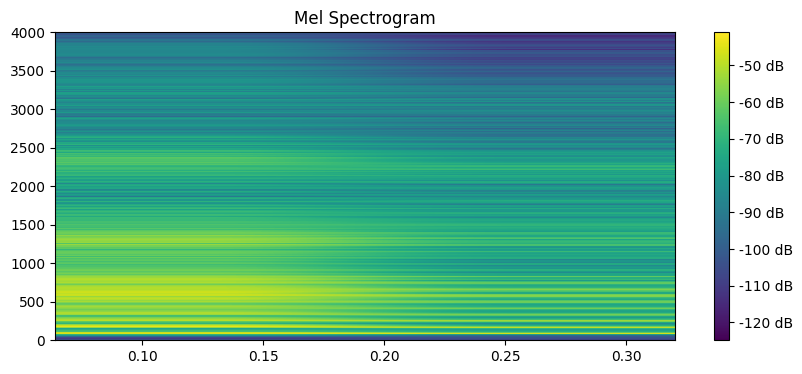 Mel Spectrogram
4000
3500
3000
2500
2000
1500
1000
500
0
0.10 0.15 0.20 0.25 0.30
-50 dB
-60 dB
-70 dB
-80 dB
-90 dB
-100 dB
-110 dB
-120 dB